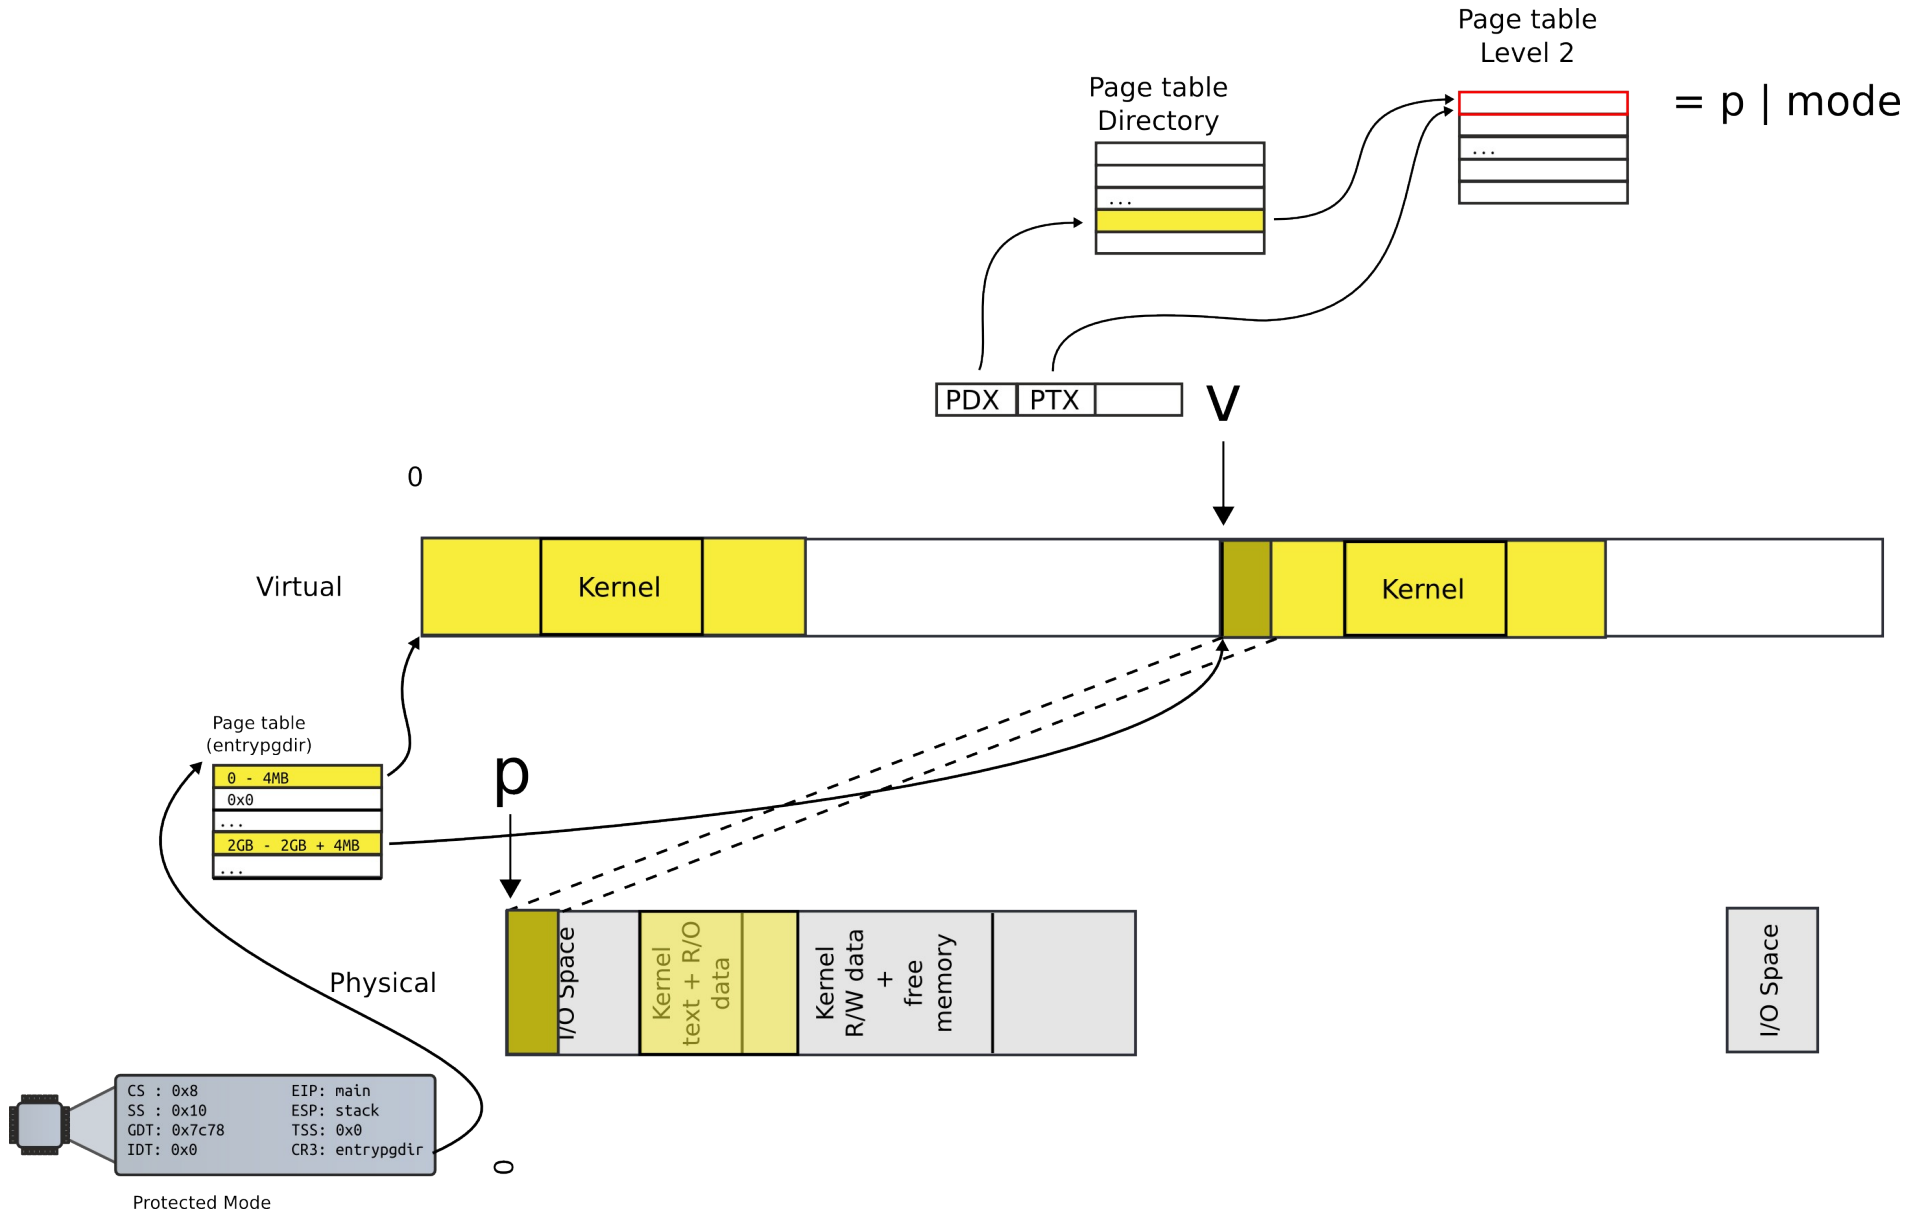 Page table
Level 2
= p | mode
Page table
Directory
...
...
PDX
PTX
v
0
Virtual
Kernel
Kernel
Page table
(entrypgdir)
0 - 4MB
0x0
...
2GB - 2GB + 4MB
...
p
Physical
I/O Space
Kernel
text + R/O
data
Kernel
R/W data
+
free
memory
I/O Space
CS : 0x8
EIP: main
SS : 0x10
ESP: stack
GDT: 0x7c78
TSS: 0x0
IDT: 0x0
CR3: entrypgdir
0
Protected Mode